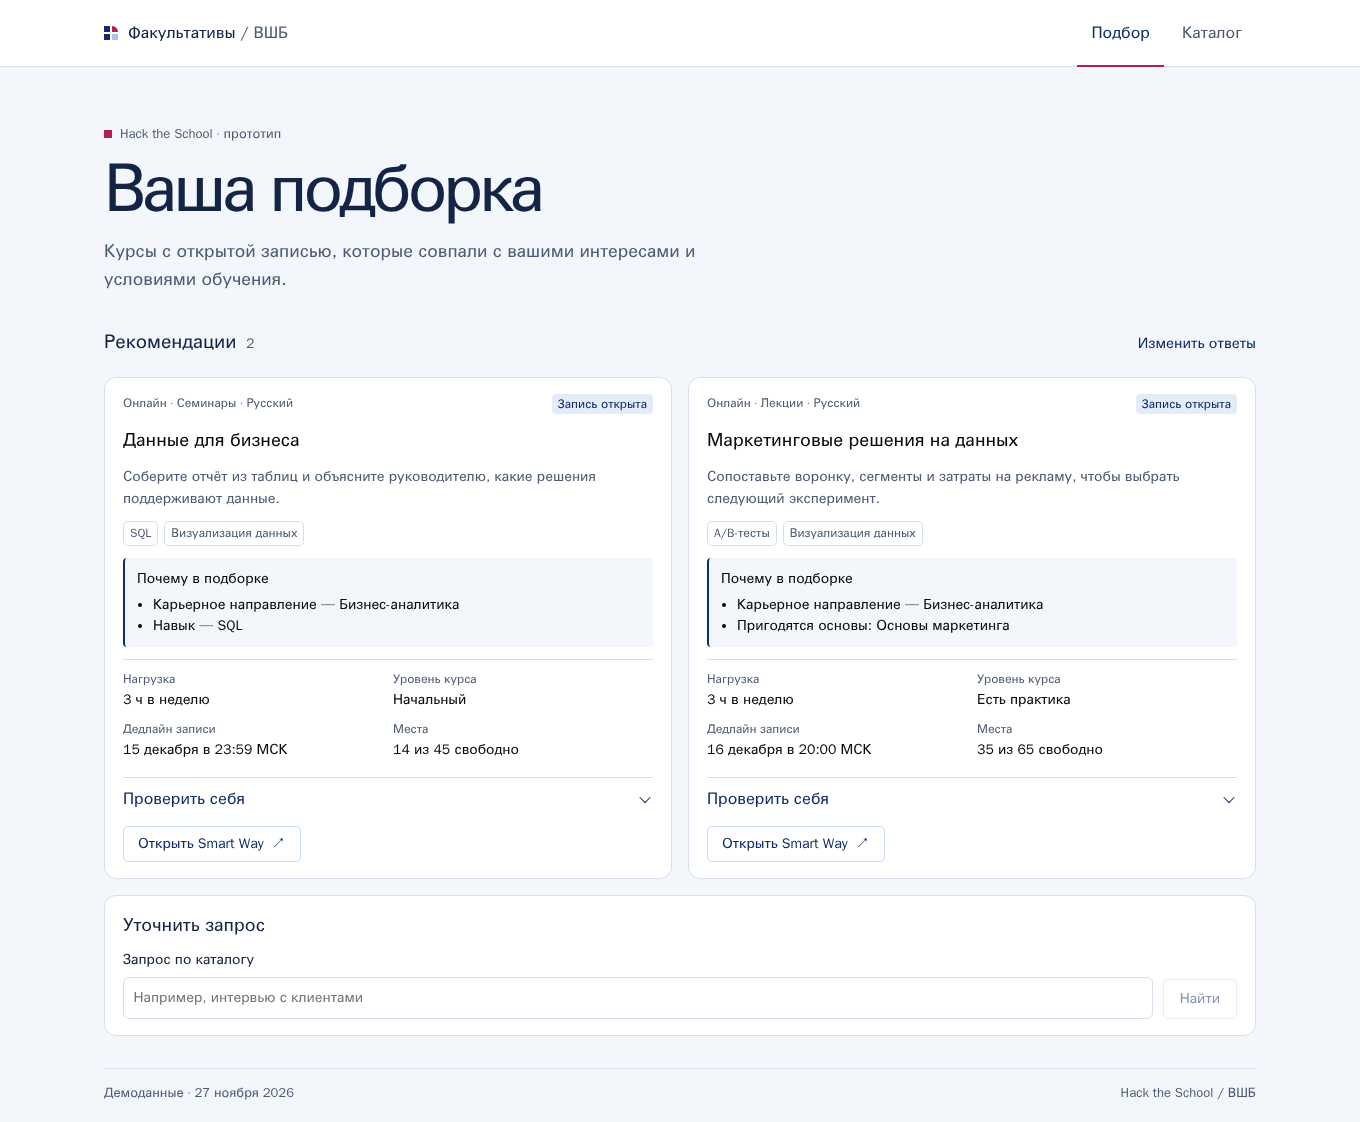 Факультативы / ВШБ
Подбор
Каталог
Hack the School · прототип
Ваша подборка
Курсы с открытой записью, которые совпали с вашими интересами и
условиями обучения.
Рекомендации 2
Изменить ответы
Онлайн · Семинары · Русский
Запись открыта
Данные для бизнеса
Соберите отчёт из таблиц и объясните руководителю, какие решения
поддерживают данные.
SQL
Визуализация данных
Почему в подборке
• Карьерное направление — Бизнес-аналитика
• Навык — SQL
Нагрузка
3 ч в неделю
Уровень курса
Начальный
Дедлайн записи
15 декабря в 23:59 МСК
Места
14 из 45 свободно
Проверить себя
Открыть Smart Way ↗
Онлайн · Лекции · Русский
Запись открыта
Маркетинговые решения на данных
Сопоставьте воронку, сегменты и затраты на рекламу, чтобы выбрать
следующий эксперимент.
A/B-тесты
Визуализация данных
Почему в подборке
• Карьерное направление — Бизнес-аналитика
• Пригодятся основы: Основы маркетинга
Нагрузка
3 ч в неделю
Уровень курса
Есть практика
Дедлайн записи
16 декабря в 20:00 МСК
Места
35 из 65 свободно
Проверить себя
Открыть Smart Way ↗
Уточнить запрос
Запрос по каталогу
Например, интервью с клиентами
Найти
Демоданные · 27 ноября 2026
Hack the School / ВШБ